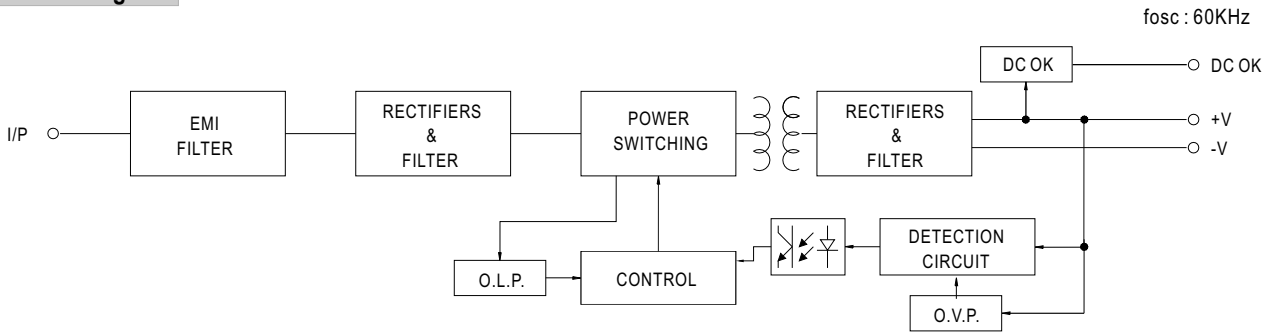 fosc : 60KHz
DC OK
DC OK
I/P
EMI
FILTER
RECTIFIERS
&
FILTER
POWER
SWITCHING
RECTIFIERS
&
FILTER
+V
-V
O.L.P.
CONTROL
DETECTION
CIRCUIT
O.V.P.